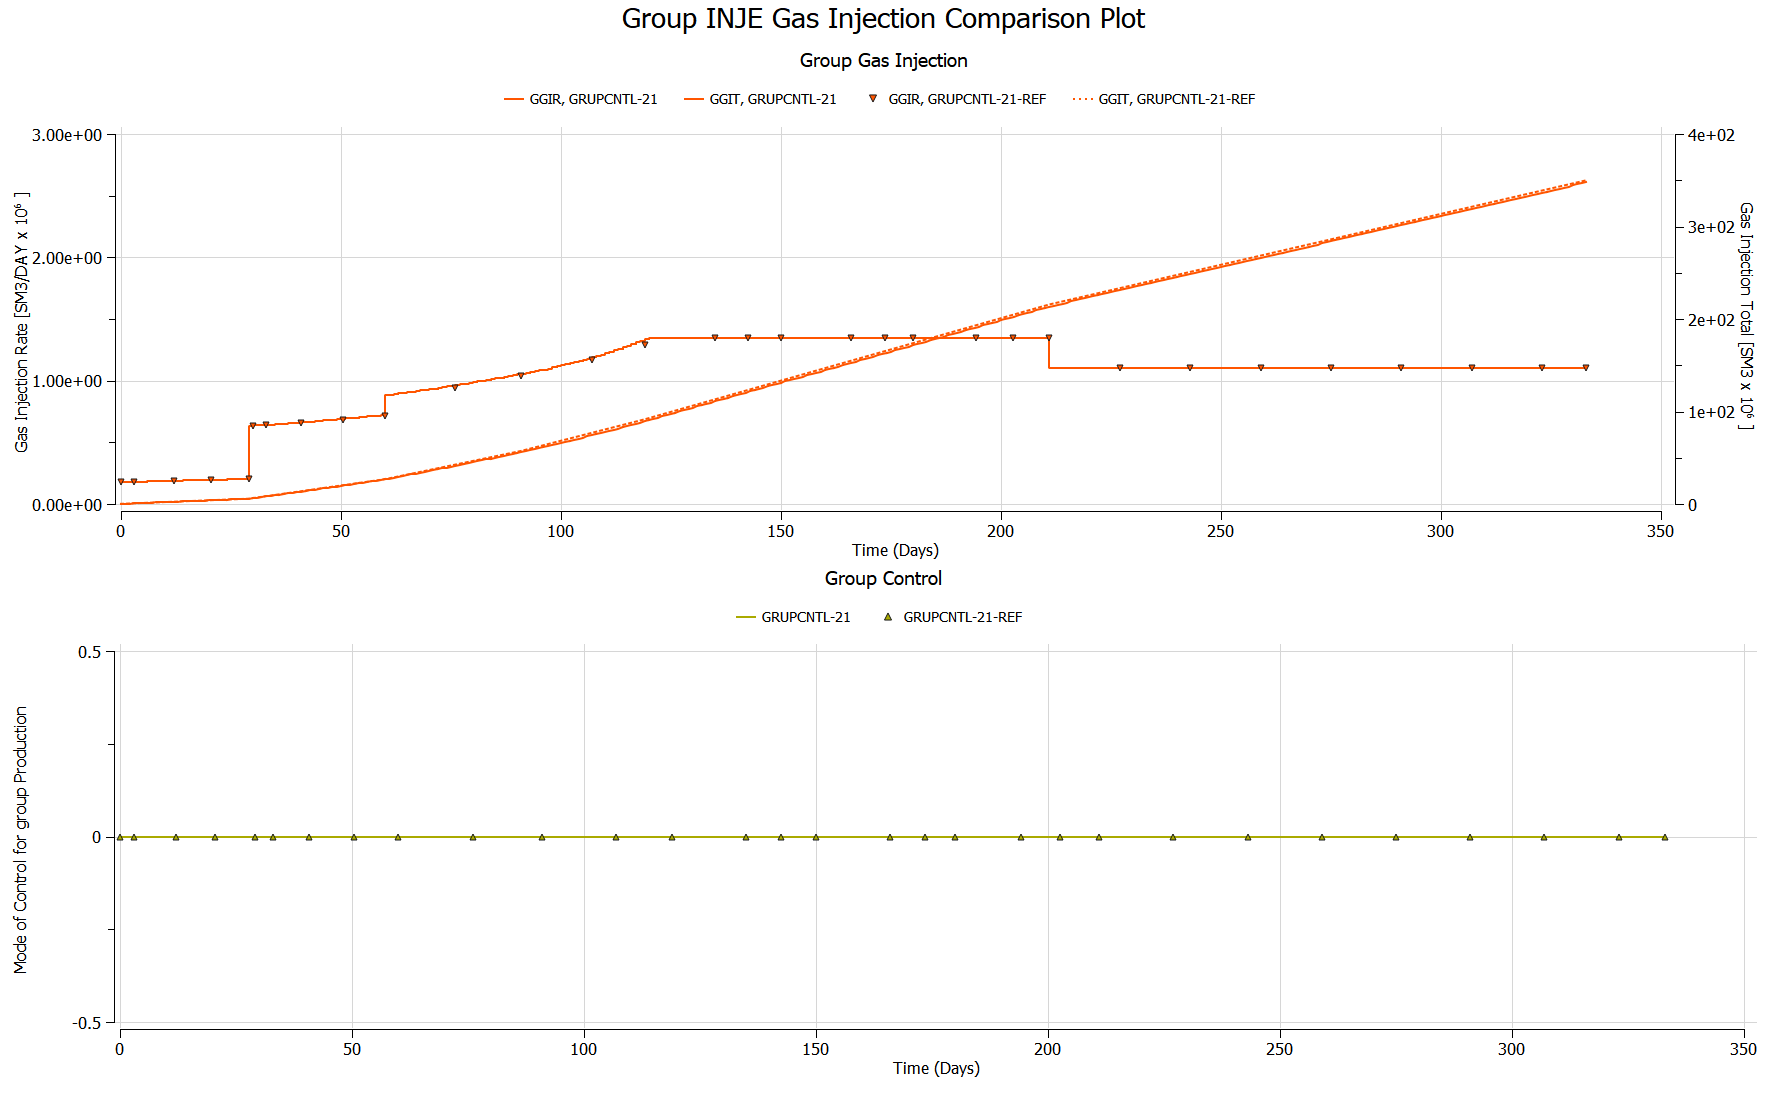 Group INJE Gas Injection Comparison Plot
Group Gas Injection
GGIR, GRUPCNTL-21 GGIT, GRUPCNTL-21 GGIR, GRUPCNTL-21-REF GGIT, GRUPCNTL-21-REF
Gas Injection Rate [SM3/DAY x 10⁶ ]
3.00e+00
2.00e+00
1.00e+00
0.00e+00
4e+02
3e+02
2e+02
1e+02
0
Gas Injection Total [SM3 x 10⁶ ]
0 50 100 150 200 250 300 350
Time (Days)
Group Control
GRUPCNTL-21 GRUPCNTL-21-REF
Mode of Control for group Production
0.5
0
-0.5
0 50 100 150 200 250 300 350
Time (Days)